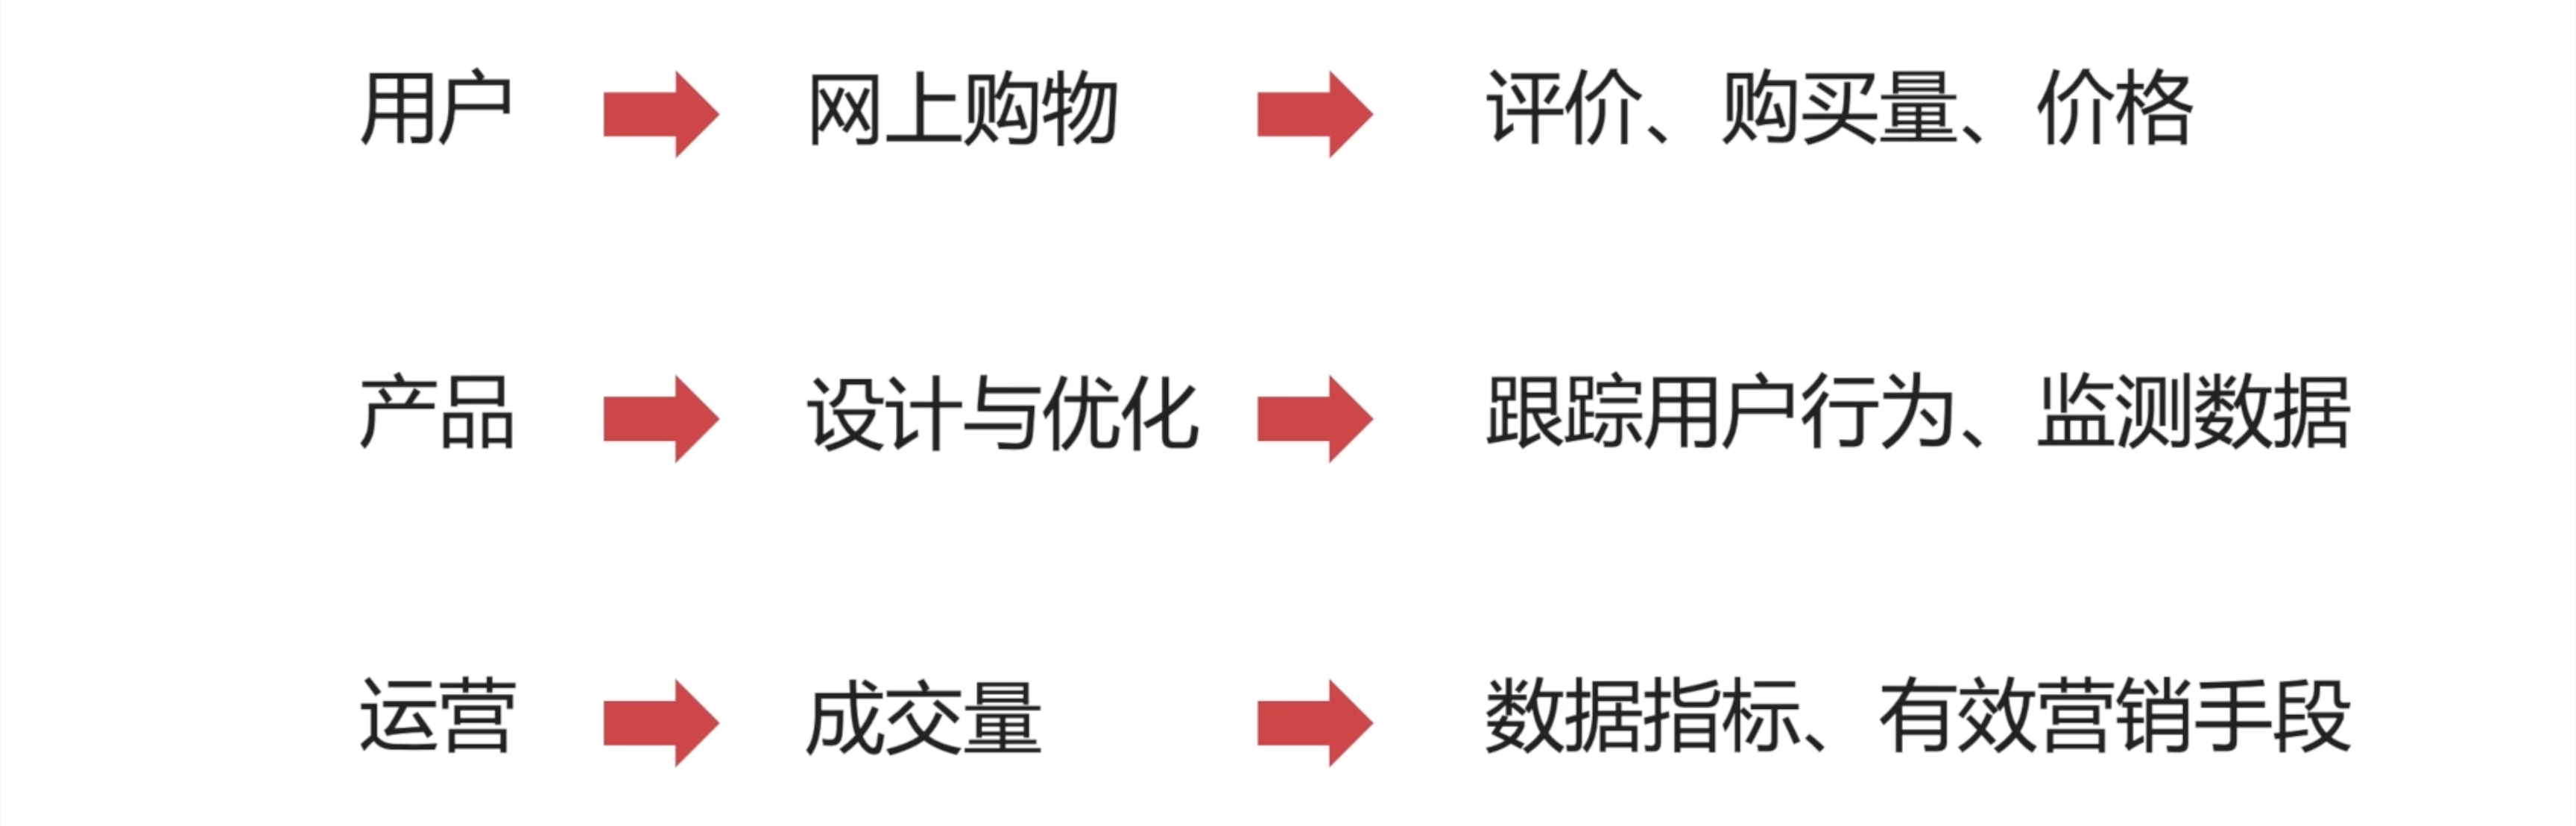 用户 网上购物 评价、购买量、价格
产品 设计与优化 跟踪用户行为、监测数据
运营 成交量 数据指标、有效营销手段